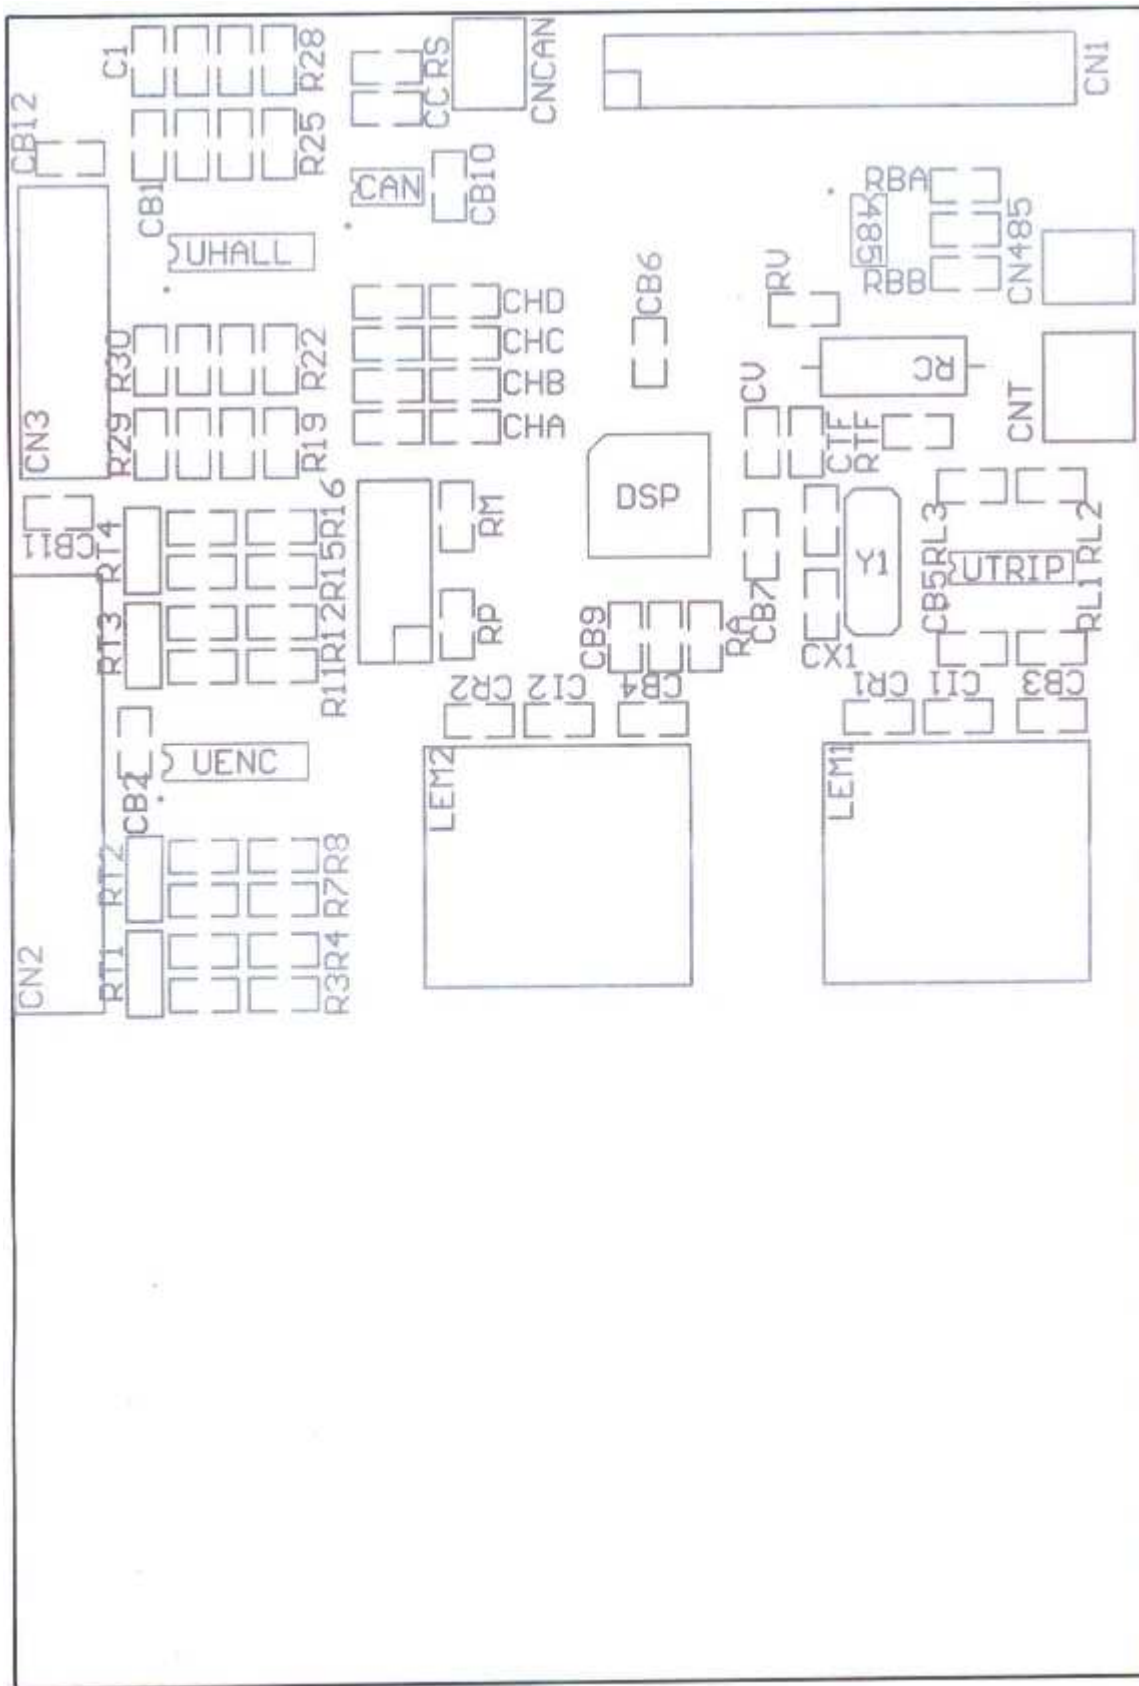 C1
R28
RS
CC
CNCAN
CN1
CB12
R25
CB1
CAN
CB10
RBA
485
RBB
CN485
UHALL
CB6
RV
CHD
CHC
CHB
CHA
R30
R22
R29
R19
CN3
CV
RC
CNT
CTF
RTF
CB11
RT4
R16
R15
RM
DSP
Y1
CB7
CB5
RL3
UTRIP
RL2
RL1
RT3
R12
R11
RP
CB9
RA
CX1
CR2
CI2
CB4
CR1
CI1
CB3
UENC
CB2
LEM2
LEM1
RT2
R8
R7
CN2
RT1
R4
R3